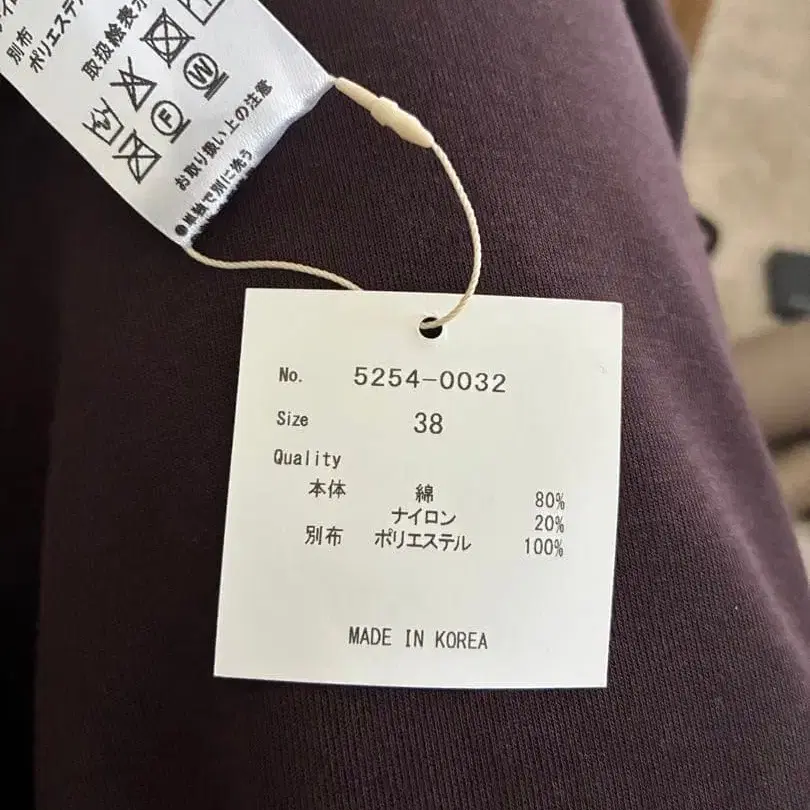 別布
ポリエステル
取扱絵表示
F
W
お取り扱い上の注意
●単独で別に洗う
No. 5254-0032
Size 38
Quality
本体 綿 80%
ナイロン 20%
別布 ポリエステル 100%
MADE IN KOREA